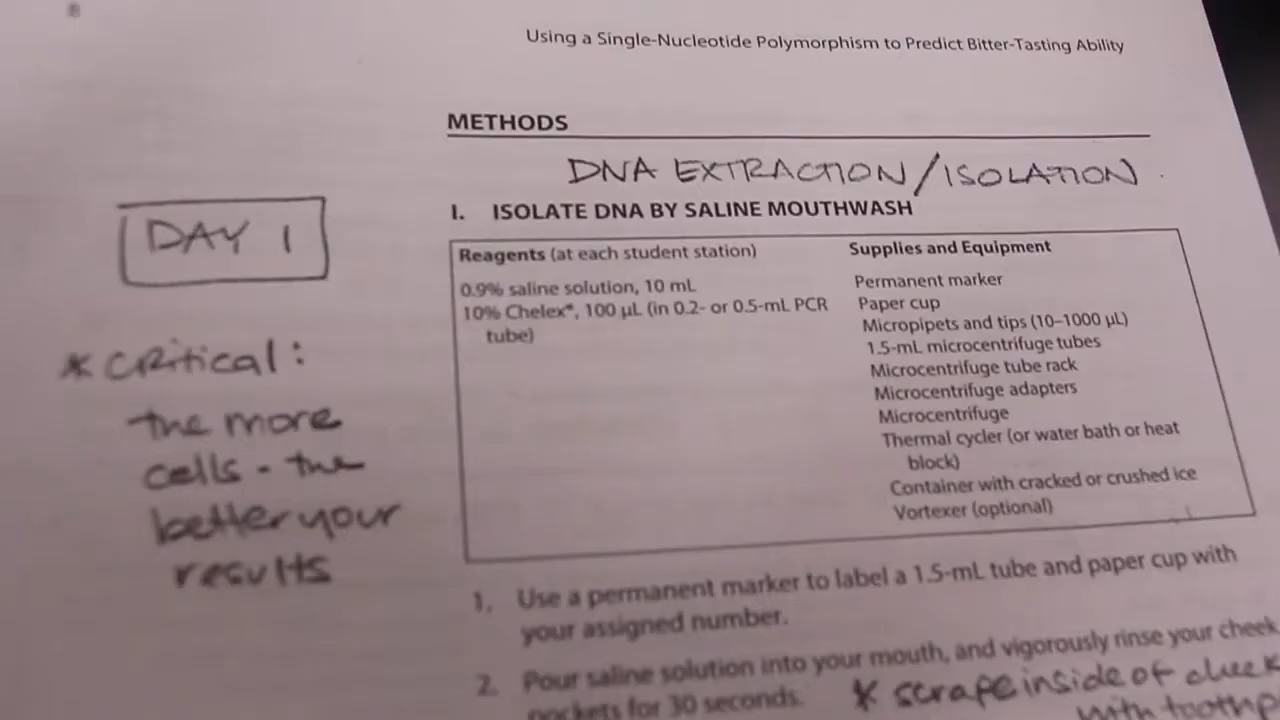 8
Using a Single-Nucleotide Polymorphism to Predict Bitter-Tasting Ability
METHODS
DNA EXTRACTION/ISOLATION
I. ISOLATE DNA BY SALINE MOUTHWASH
DAY 1
* critical:
the more
cells - the
better your
results
Reagents (at each student station)
0.9% saline solution, 10 mL
10% Chelex®, 100 µL (in 0.2- or 0.5-mL PCR
tube)
Supplies and Equipment
Permanent marker
Paper cup
Micropipets and tips (10–1000 µL)
1.5-mL microcentrifuge tubes
Microcentrifuge tube rack
Microcentrifuge adapters
Microcentrifuge
Thermal cycler (or water bath or heat
block)
Container with cracked or crushed ice
Vortexer (optional)
1. Use a permanent marker to label a 1.5-mL tube and paper cup with
your assigned number.
2. Pour saline solution into your mouth, and vigorously rinse your cheek
pockets for 30 seconds.
* scrape inside of cheek
with